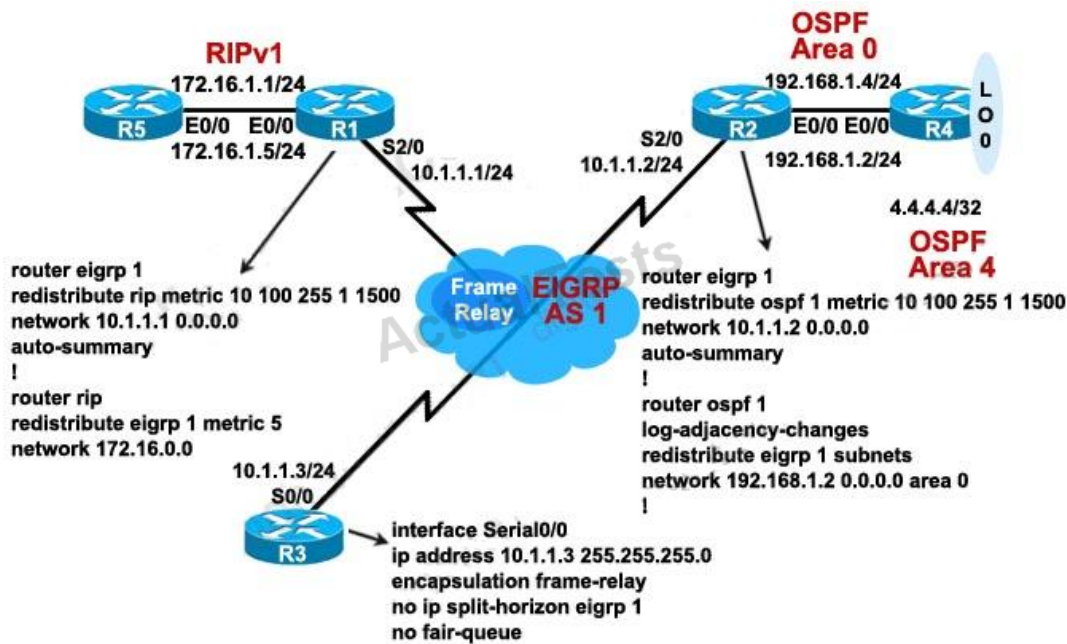 RIPv1
172.16.1.1/24
R5
E0/0
E0/0
R1
172.16.1.5/24
S2/0
10.1.1.1/24
OSPF
Area 0
192.168.1.4/24
R2
E0/0
E0/0
R4
L
O
0
S2/0
10.1.1.2/24
192.168.1.2/24
4.4.4.4/32
OSPF
Area 4
router eigrp 1
redistribute rip metric 10 100 255 1 1500
network 10.1.1.1 0.0.0.0
auto-summary
!
router rip
redistribute eigrp 1 metric 5
network 172.16.0.0
Frame
Relay
EIGRP
AS 1
router eigrp 1
redistribute ospf 1 metric 10 100 255 1 1500
network 10.1.1.2 0.0.0.0
auto-summary
!
router ospf 1
log-adjacency-changes
redistribute eigrp 1 subnets
network 192.168.1.2 0.0.0.0 area 0
!
10.1.1.3/24
S0/0
R3
interface Serial0/0
ip address 10.1.1.3 255.255.255.0
encapsulation frame-relay
no ip split-horizon eigrp 1
no fair-queue